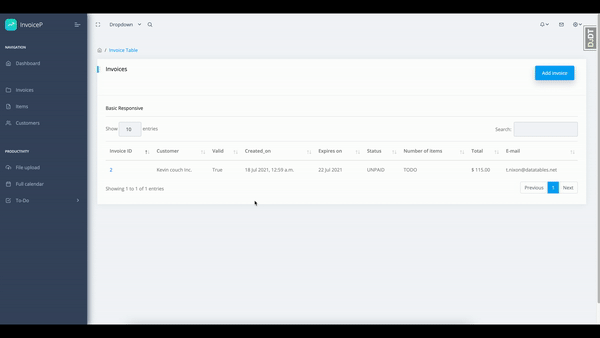 InvoiceP
Dropdown
NAVIGATION
Dashboard
Invoices
Items
Customers
PRODUCTIVITY
File upload
Full calendar
To-Do
/ Invoice Table
DJDT
Invoices
Add invoice
Basic Responsive
Show 10 entries
Search:
Invoice ID Customer Valid Created_on Expires on Status Number of items Total E-mail
2 Kevin couch Inc. True 18 Jul 2021, 12:59 a.m. 22 Jul 2021 UNPAID TODO $ 115.00 t.nixon@datatables.net
Showing 1 to 1 of 1 entries
Previous 1 Next